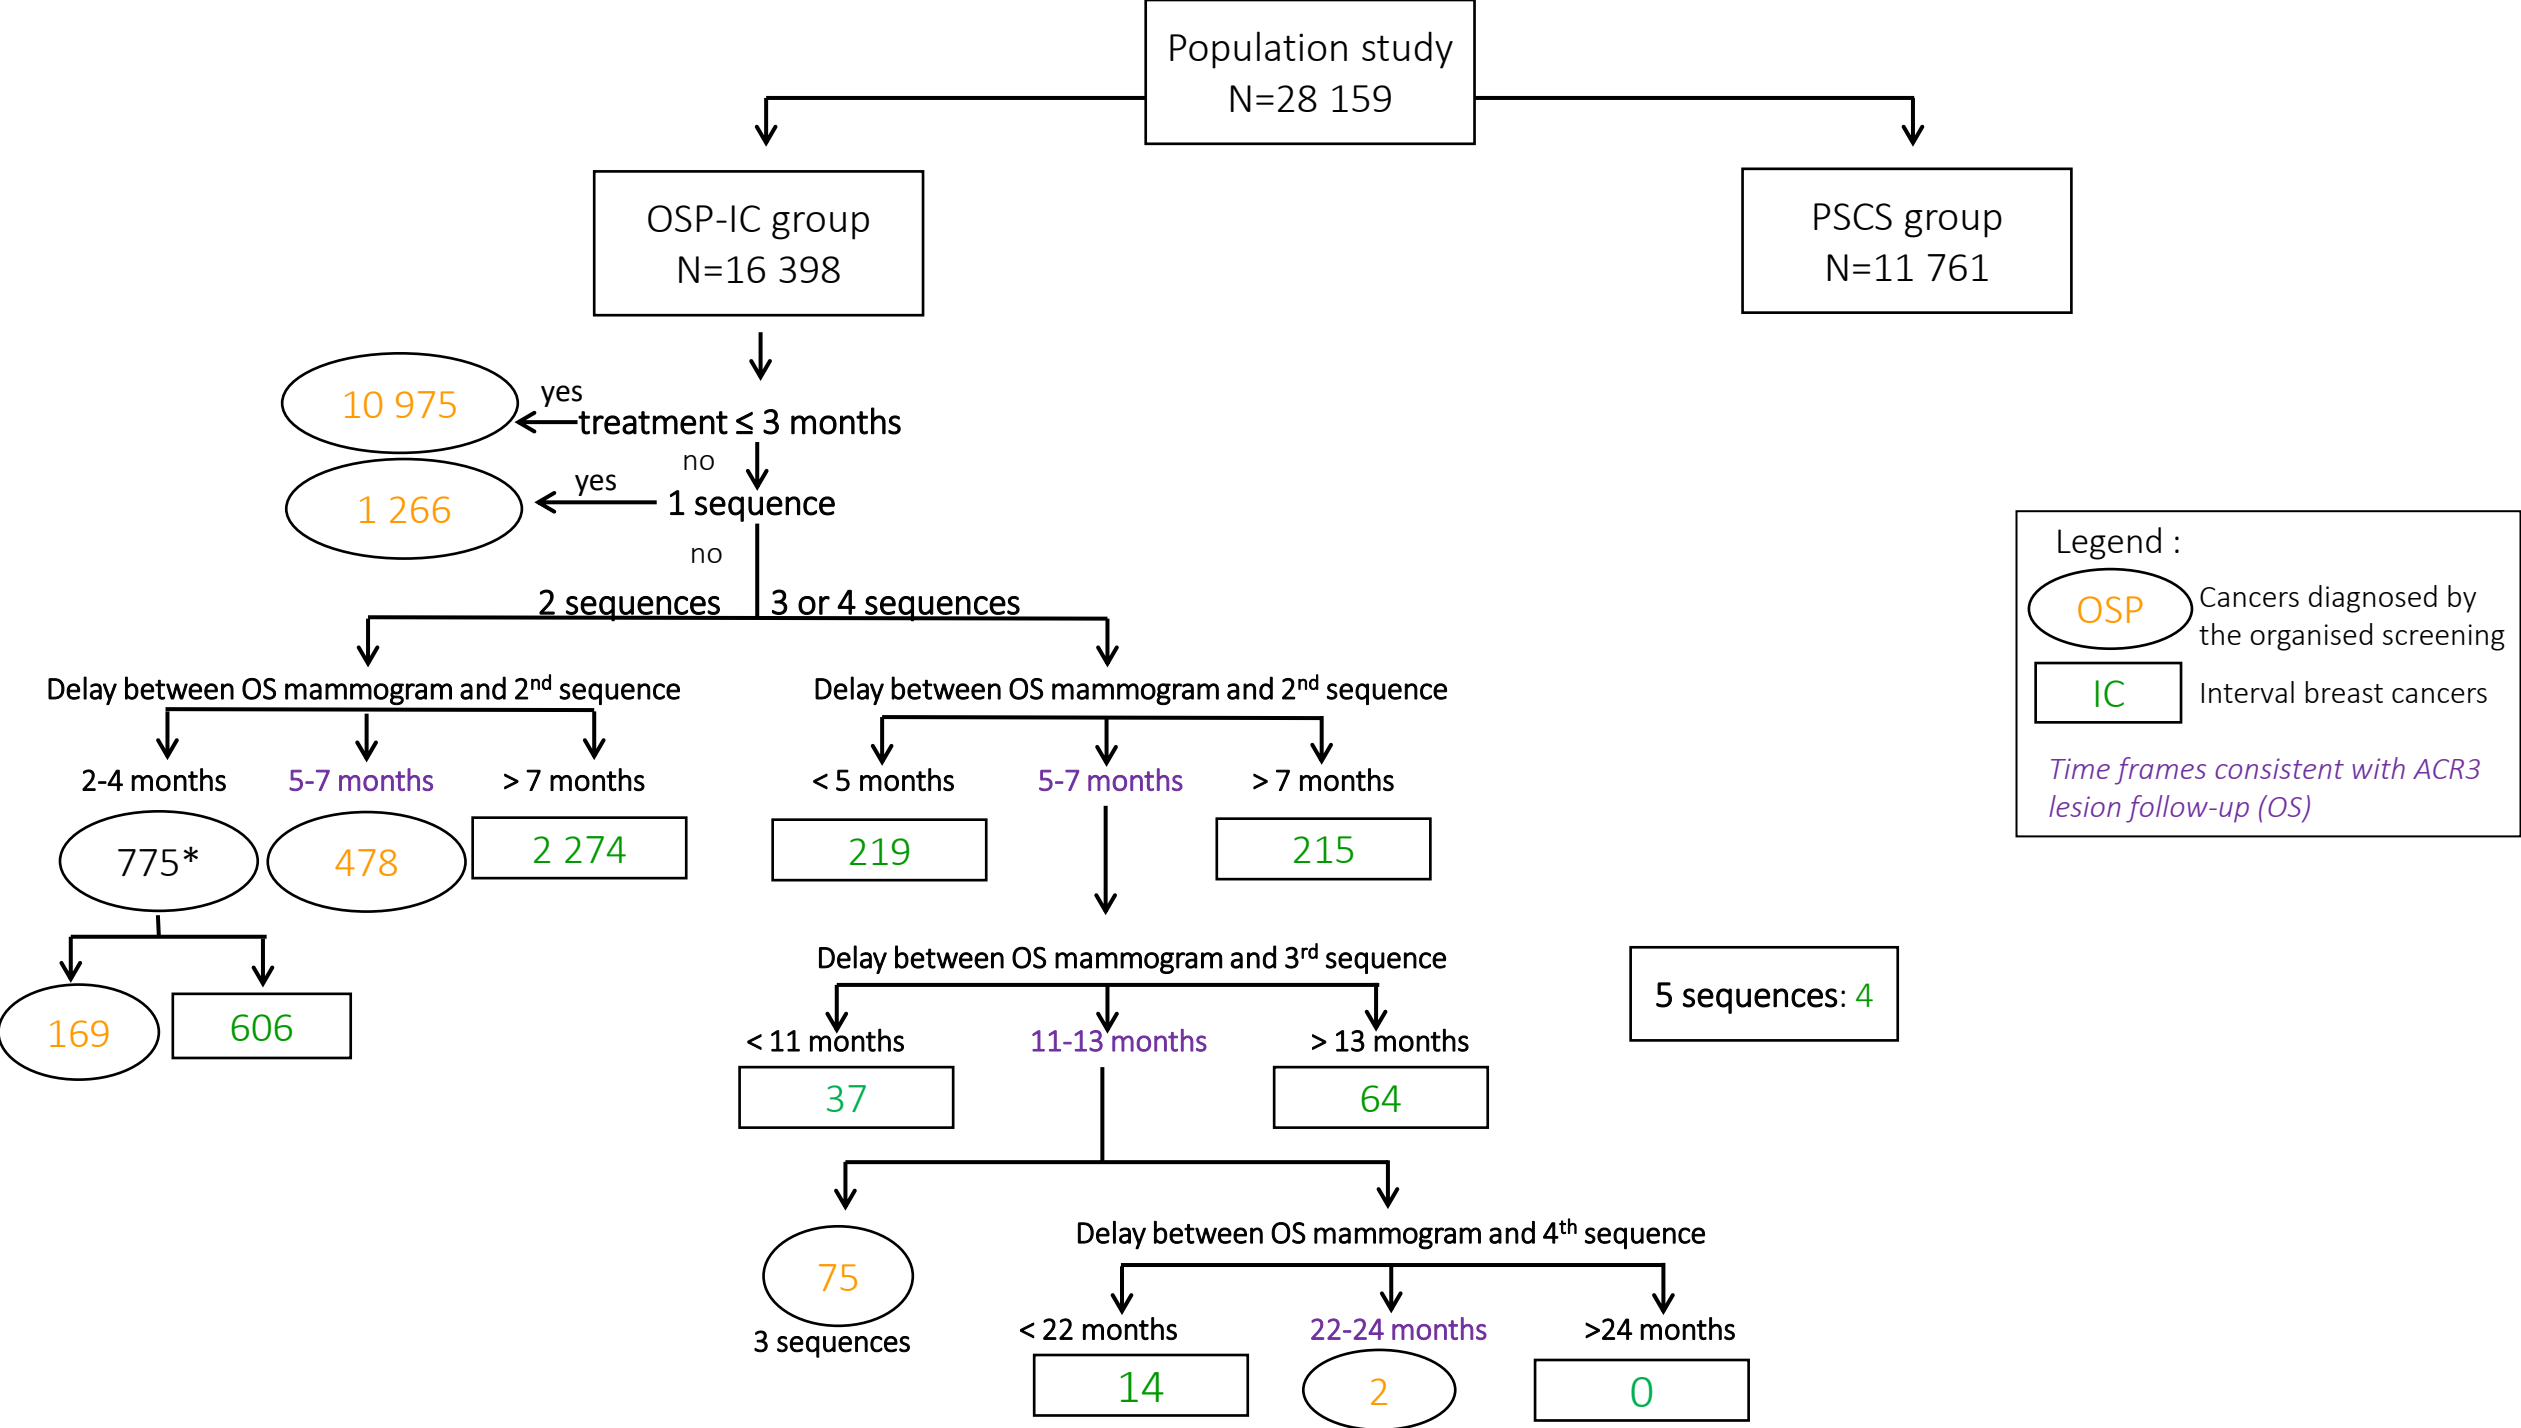 Population study
N=28 159
OSP-IC group
N=16 398
PSCS group
N=11 761
10 975
yes
treatment ≤ 3 months
no
1 266
yes
1 sequence
no
2 sequences
3 or 4 sequences
Legend :
OSP
Cancers diagnosed by
the organised screening
IC
Interval breast cancers
Time frames consistent with ACR3
lesion follow-up (OS)
Delay between OS mammogram and 2nd sequence
2-4 months
5-7 months
> 7 months
775*
478
2 274
169
606
Delay between OS mammogram and 2nd sequence
< 5 months
5-7 months
> 7 months
219
215
Delay between OS mammogram and 3rd sequence
< 11 months
11-13 months
> 13 months
37
64
5 sequences: 4
75
3 sequences
Delay between OS mammogram and 4th sequence
< 22 months
22-24 months
>24 months
14
2
0